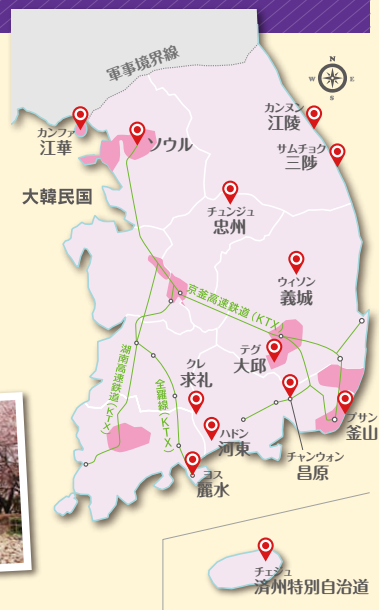 軍事境界線
N
W
E
S
カンファ
江華
ソウル
カンヌン
江陵
サムチョク
三陟
大韓民国
チュンジュ
忠州
ウィソン
義城
京釜高速鉄道(KTX)
テグ
大邱
湖南高速鉄道(KTX)
全羅線(KTX)
クレ
求礼
ハドン
河東
プサン
釜山
チャンウォン
昌原
ヨス
麗水
チェジュ
済州特別自治道